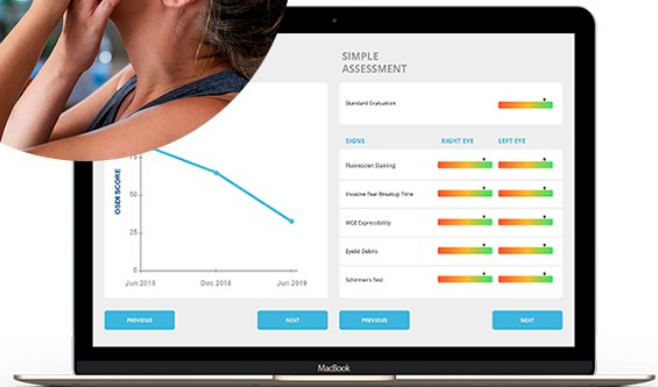 SIMPLE
ASSESSMENT
Standard Evaluation
SIGNS RIGHT EYE LEFT EYE
Fluorescien Staining
Invasive Tear Breakup Time
MGE Expressibility
Eyelid Debris
Schirmer's Test
75
50
25
0
OSDI SCORE
Jun 2018 Dec 2018 Jun 2019
PREVIOUS NEXT PREVIOUS NEXT
MacBook